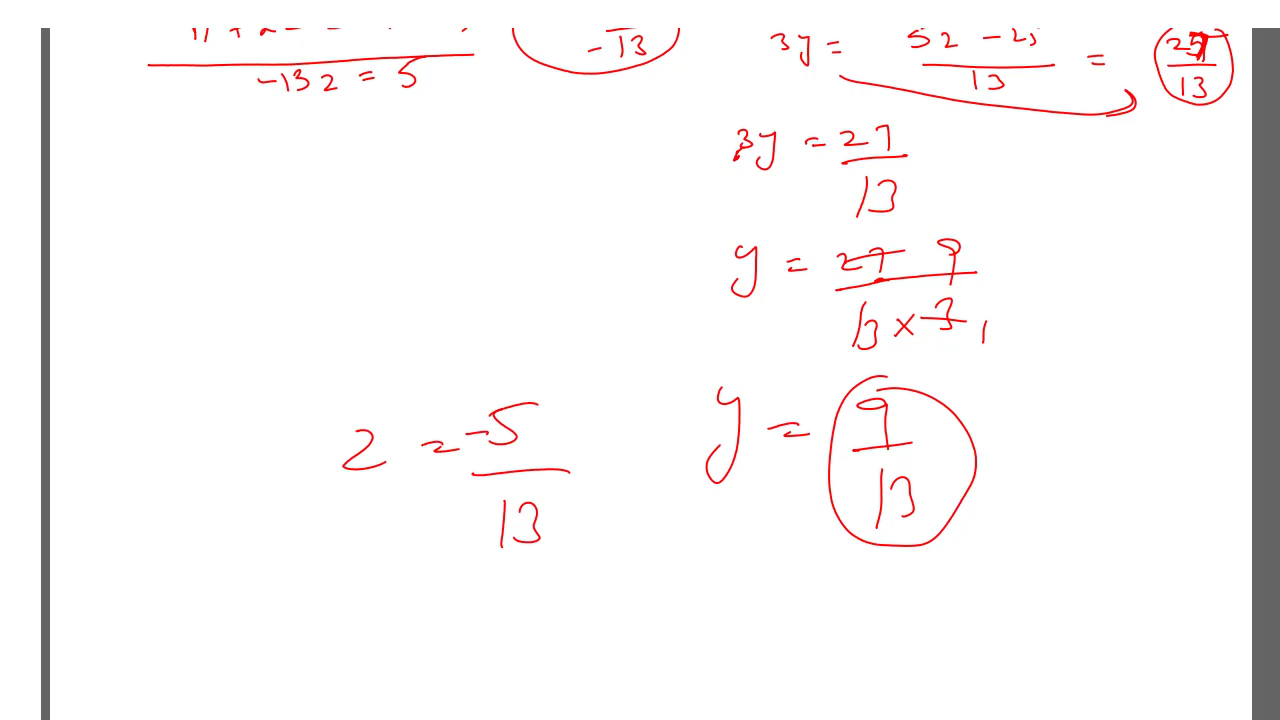 -13
-13z = 5
3y = 52 - 25 / 13 = 27/13
3y = 27/13
y = 27 9 / 13 × 3 1
z = -5/13
y = 9/13